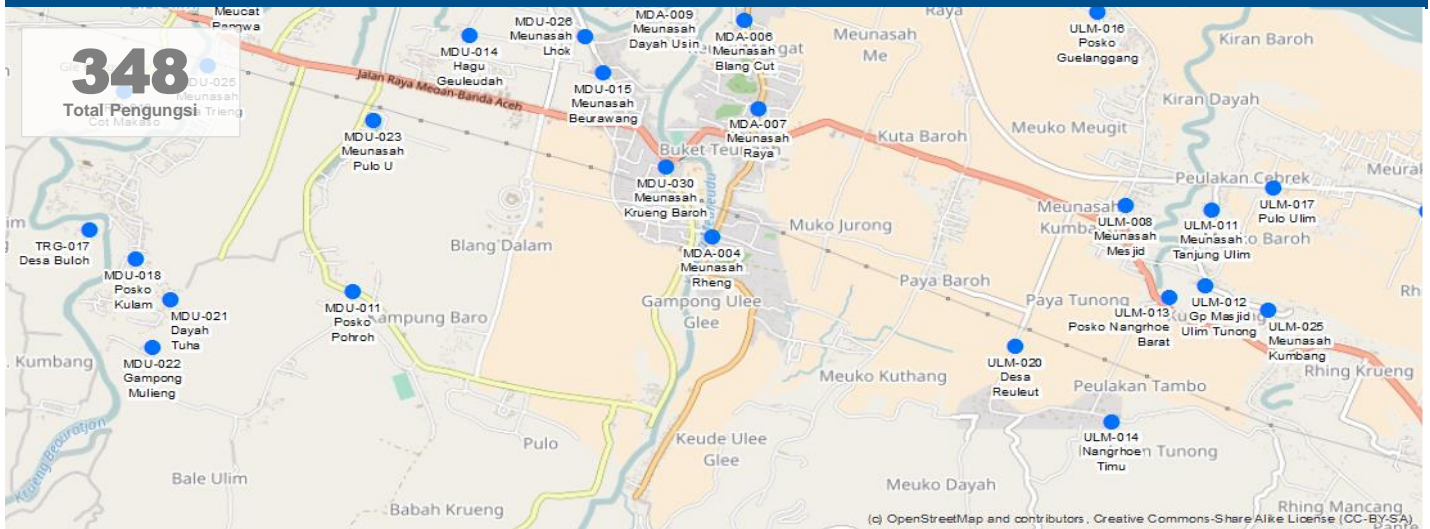 Meucat
Pangwa
348
Total Pengungsi
MDU-025
Meunasah
Trieng
Cot Makaso
MDU-014
Hagu
Geuleudah
MDU-026
Meunasah
Lhok
MDU-015
Meunasah
Beurawang
MDA-009
Meunasah
Dayah Usin
MDA-006
Meunasah
Blang Cut
MDA-007
Meunasah
Raya
Raya
Meunasah
Me
ULM-016
Posko
Guelanggang
Kiran Baroh
Kiran Dayah
Jalan Raya Medan-Banda Aceh
MDU-023
Meunasah
Pulo U
Buket
MDU-030
Meunasah
Krueng Baroh
Kuta Baroh
Meuko Meugit
Peulakan Cebrek
ULM-017
Pulo Ulim
TRG-017
Desa Buloh
MDU-018
Posko
Kulam
MDU-021
Dayah
Tuha
MDU-022
Gampong
Mulieng
Kumbang
MDU-011
Posko
Pohroh
Kampung Baro
Blang Dalam
MDA-004
Meunasah
Rheng
Gampong Ulee
Glee
Muko Jurong
Paya Baroh
Meunasah
ULM-008
Meunasah
Mesjid
ULM-011
Meunasah
Tanjung Ulim
Baroh
Paya Tunong
ULM-013
Posko Nangrhoe
Barat
ULM-012
Gp Masjid
Ulim Tunong
ULM-025
Meunasah
Kumbang
Rhing Krueng
ULM-020
Desa
Reuleut
Meuko Kuthang
Peulakan Tambo
ULM-014
Nangrhoe
Timu
Tunong
Pulo
Keude Ulee
Glee
Bale Ulim
Babah Krueng
Meuko Dayah
Rhing Mancang
Krueng Beuratjan
(c) OpenStreetMap and contributors, Creative Commons-Share Alike License (CC-BY-SA)